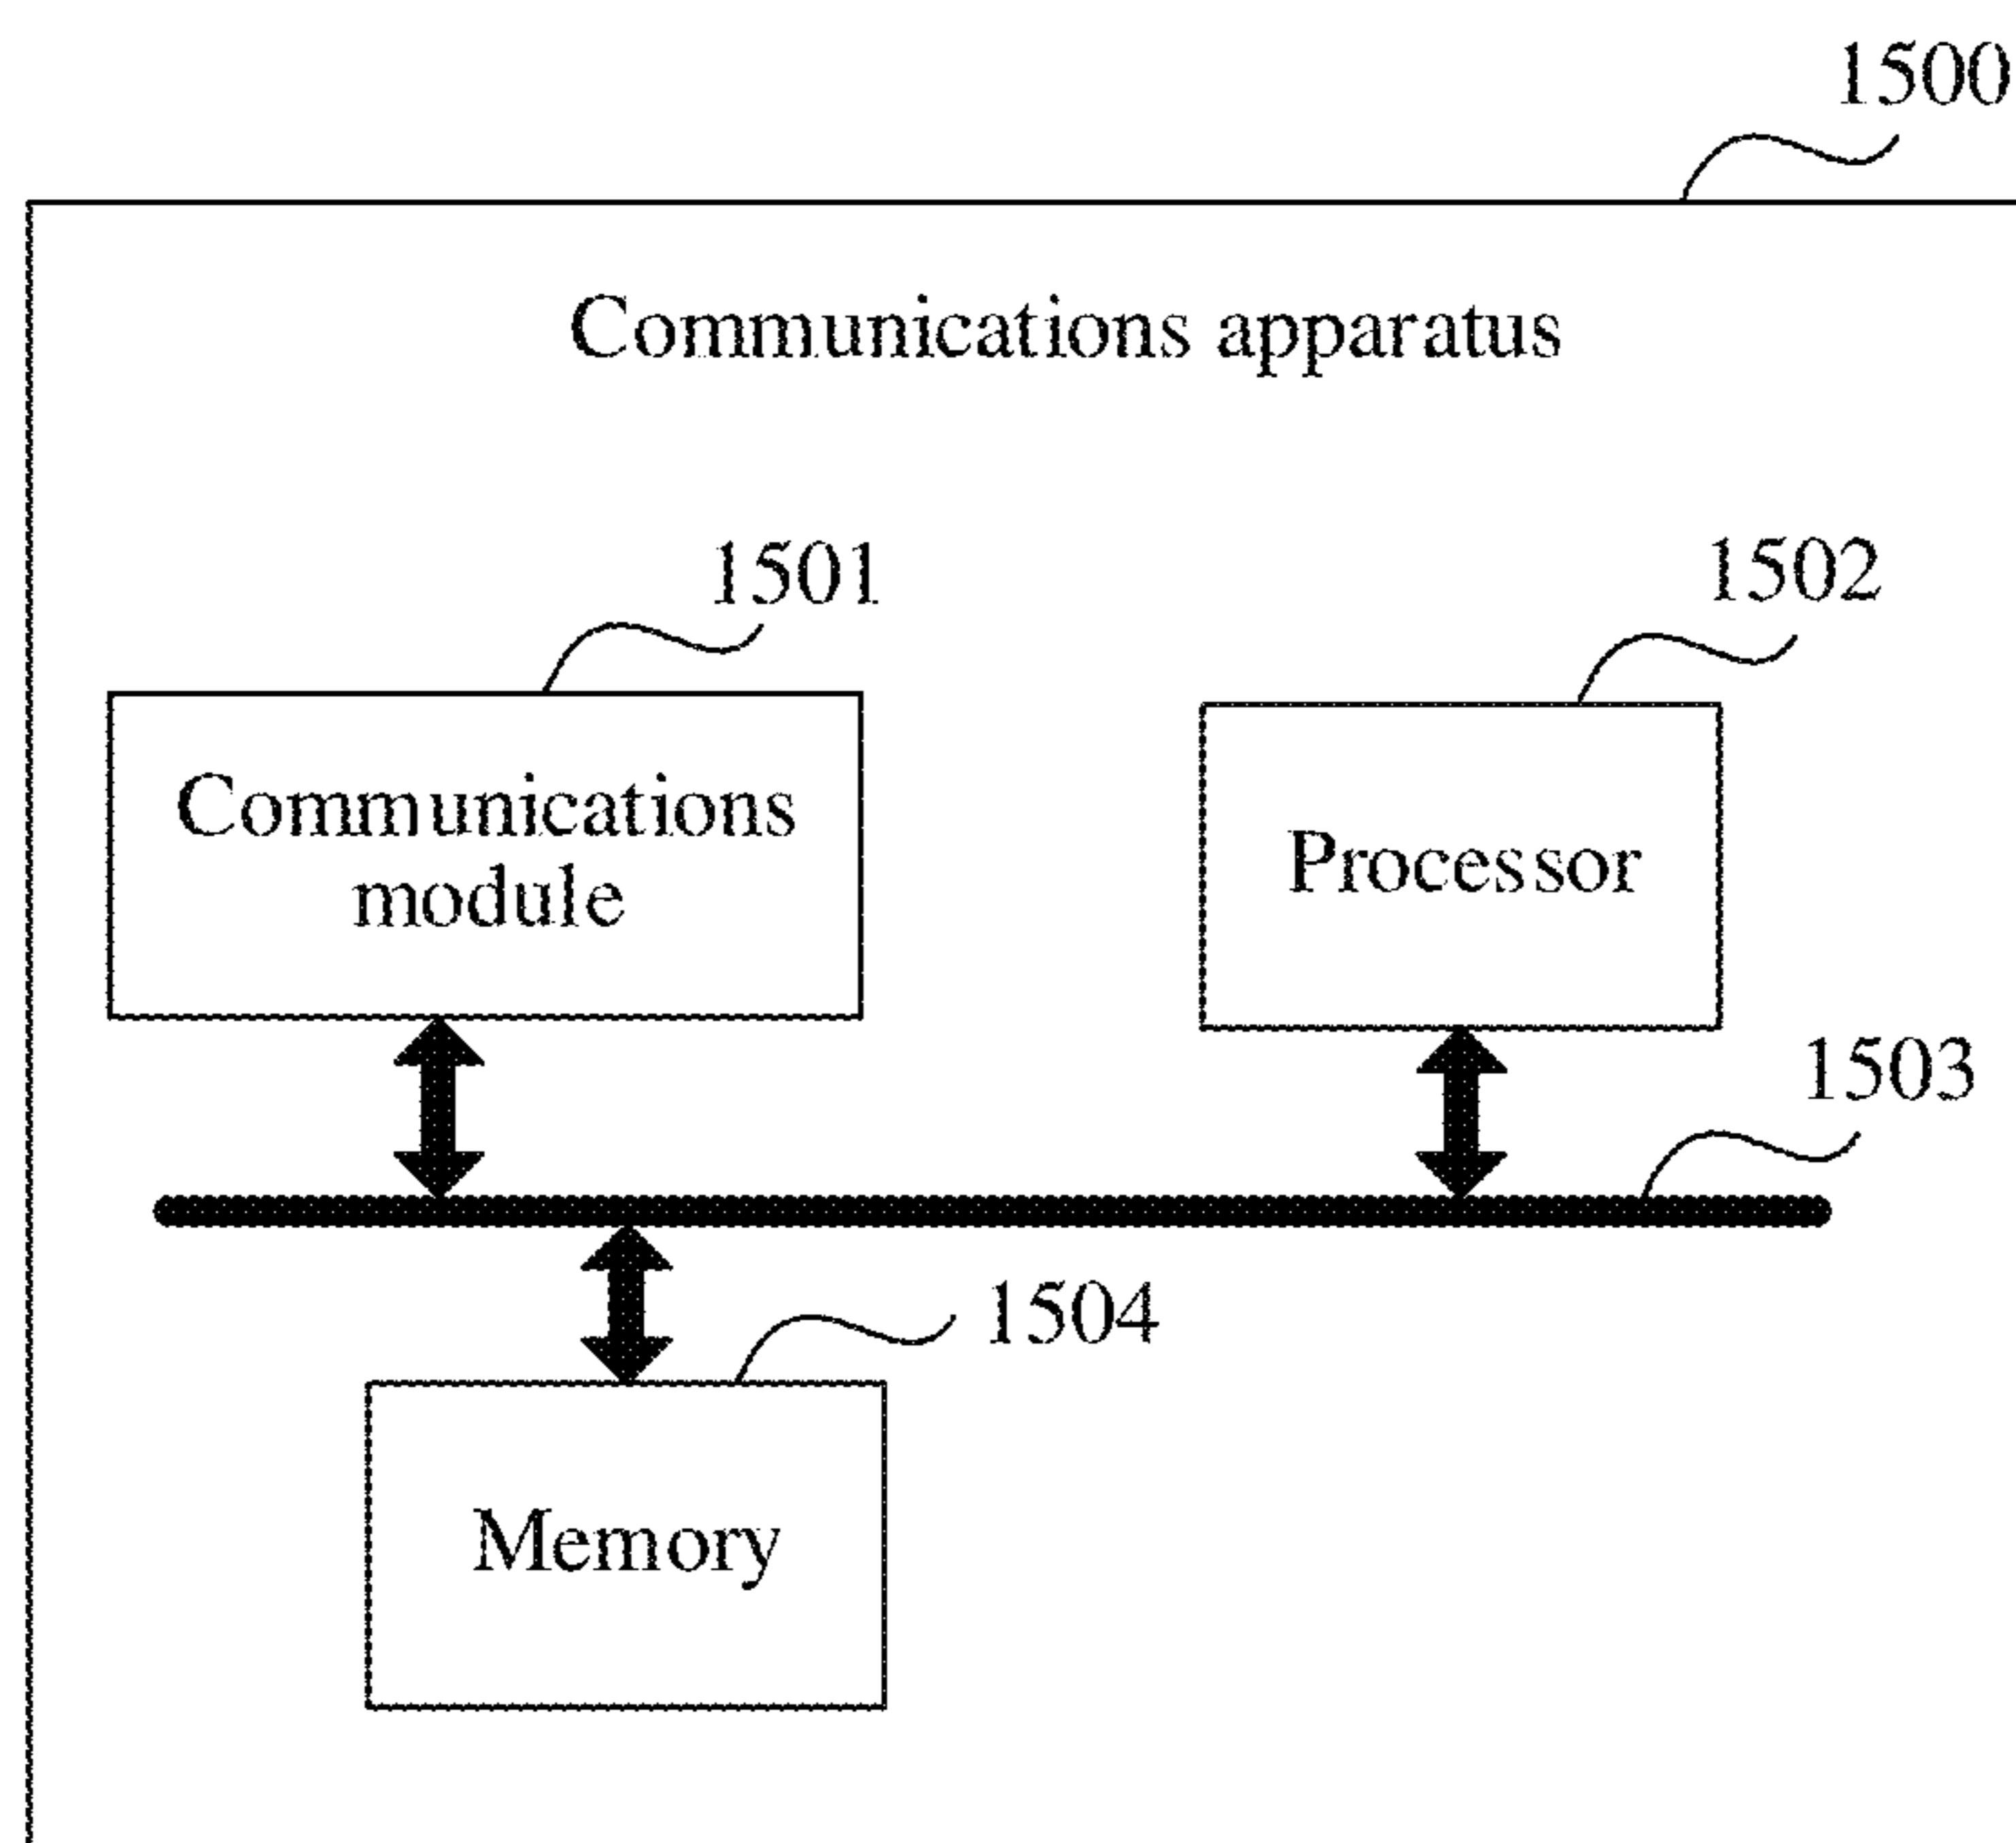 1500
Communications apparatus
1501
1502
Communications
module
Processor
1503
1504
Memory